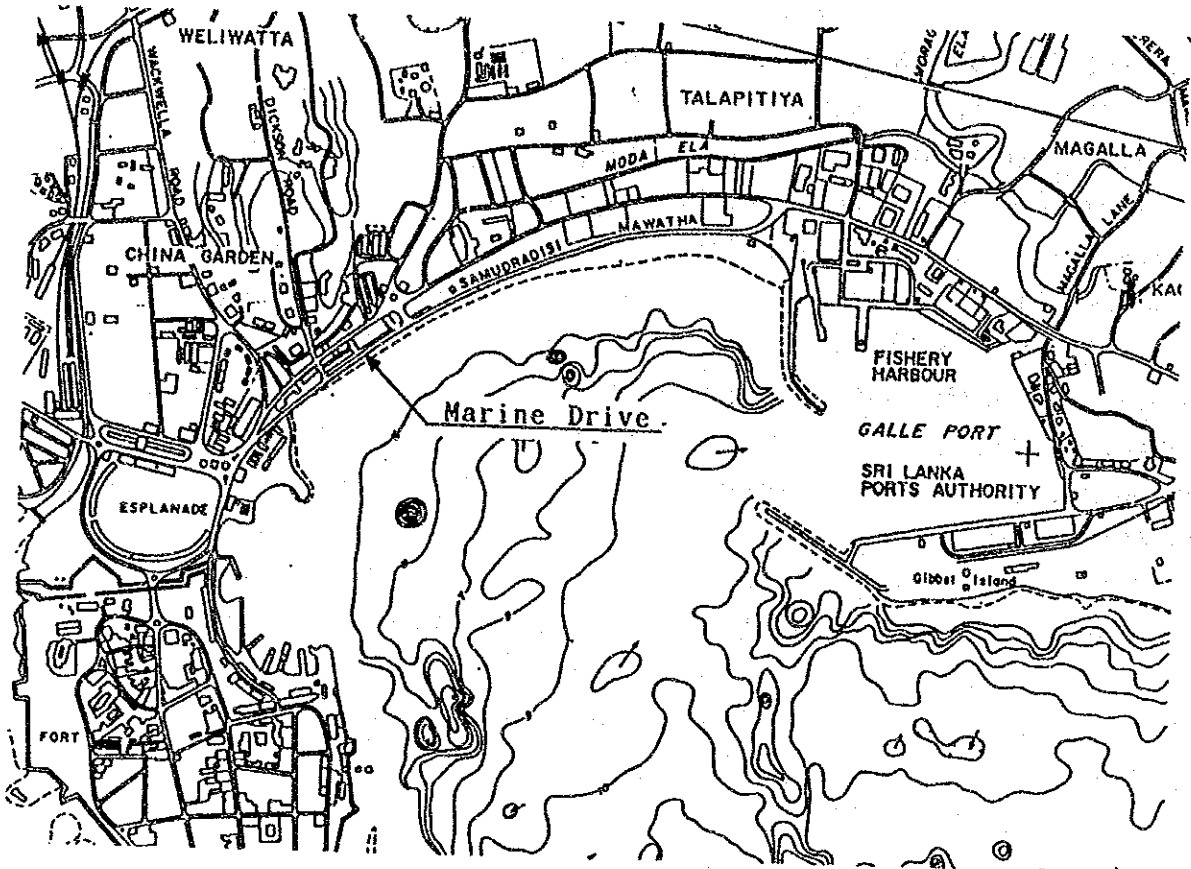 WELIWATTA
WACKWELLA
ROAD
DICKSON
ROAD
TALAPITIYA
MODA ELA
MAGALLA
MAGALLA LANE
CHINA GARDEN
SAMUDRADISI MAWATHA
FISHERY
HARBOUR
Marine Drive
GALLE PORT
SRI LANKA
PORTS AUTHORITY
ESPLANADE
Gibbet Island
FORT